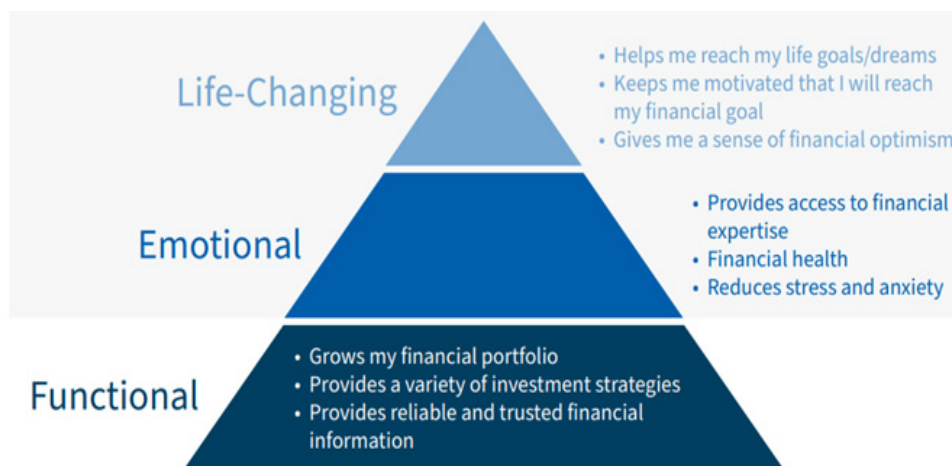 Life-Changing
• Helps me reach my life goals/dreams
• Keeps me motivated that I will reach
my financial goal
• Gives me a sense of financial optimism
Emotional
• Provides access to financial
expertise
• Financial health
• Reduces stress and anxiety
Functional
• Grows my financial portfolio
• Provides a variety of investment strategies
• Provides reliable and trusted financial
information